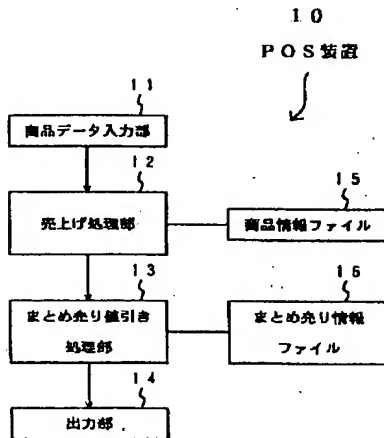 １０
ＰＯＳ装置
１１
商品データ入力部
１２
売上げ処理部
１５
商品情報ファイル
１３
まとめ売り値引き
処理部
１６
まとめ売り情報
ファイル
１４
出力部